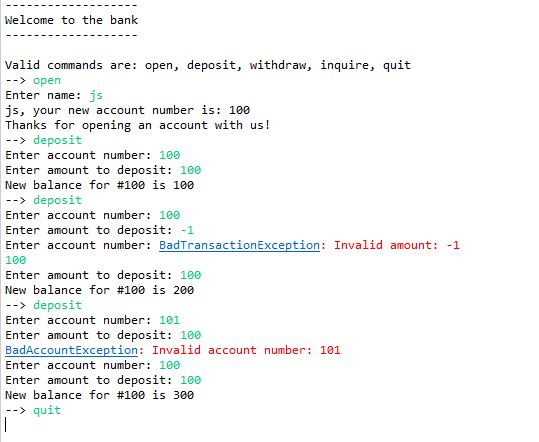 ------------------
Welcome to the bank
------------------
Valid commands are: open, deposit, withdraw, inquire, quit
--> open
Enter name: js
js, your new account number is: 100
Thanks for opening an account with us!
--> deposit
Enter account number: 100
Enter amount to deposit: 100
New balance for #100 is 100
--> deposit
Enter account number: 100
Enter amount to deposit: -1
Enter account number: BadTransactionException: Invalid amount: -1
100
Enter amount to deposit: 100
New balance for #100 is 200
--> deposit
Enter account number: 101
Enter amount to deposit: 100
BadAccountException: Invalid account number: 101
Enter account number: 100
Enter amount to deposit: 100
New balance for #100 is 300
--> quit